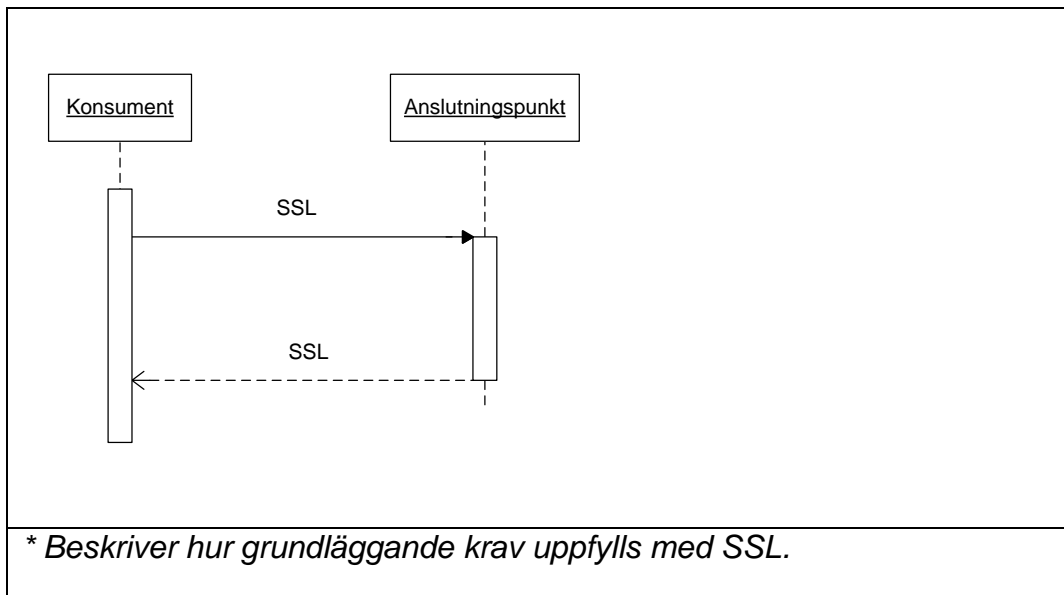 Konsument
Anslutningspunkt
SSL
SSL
* Beskriver hur grundläggande krav uppfylls med SSL.